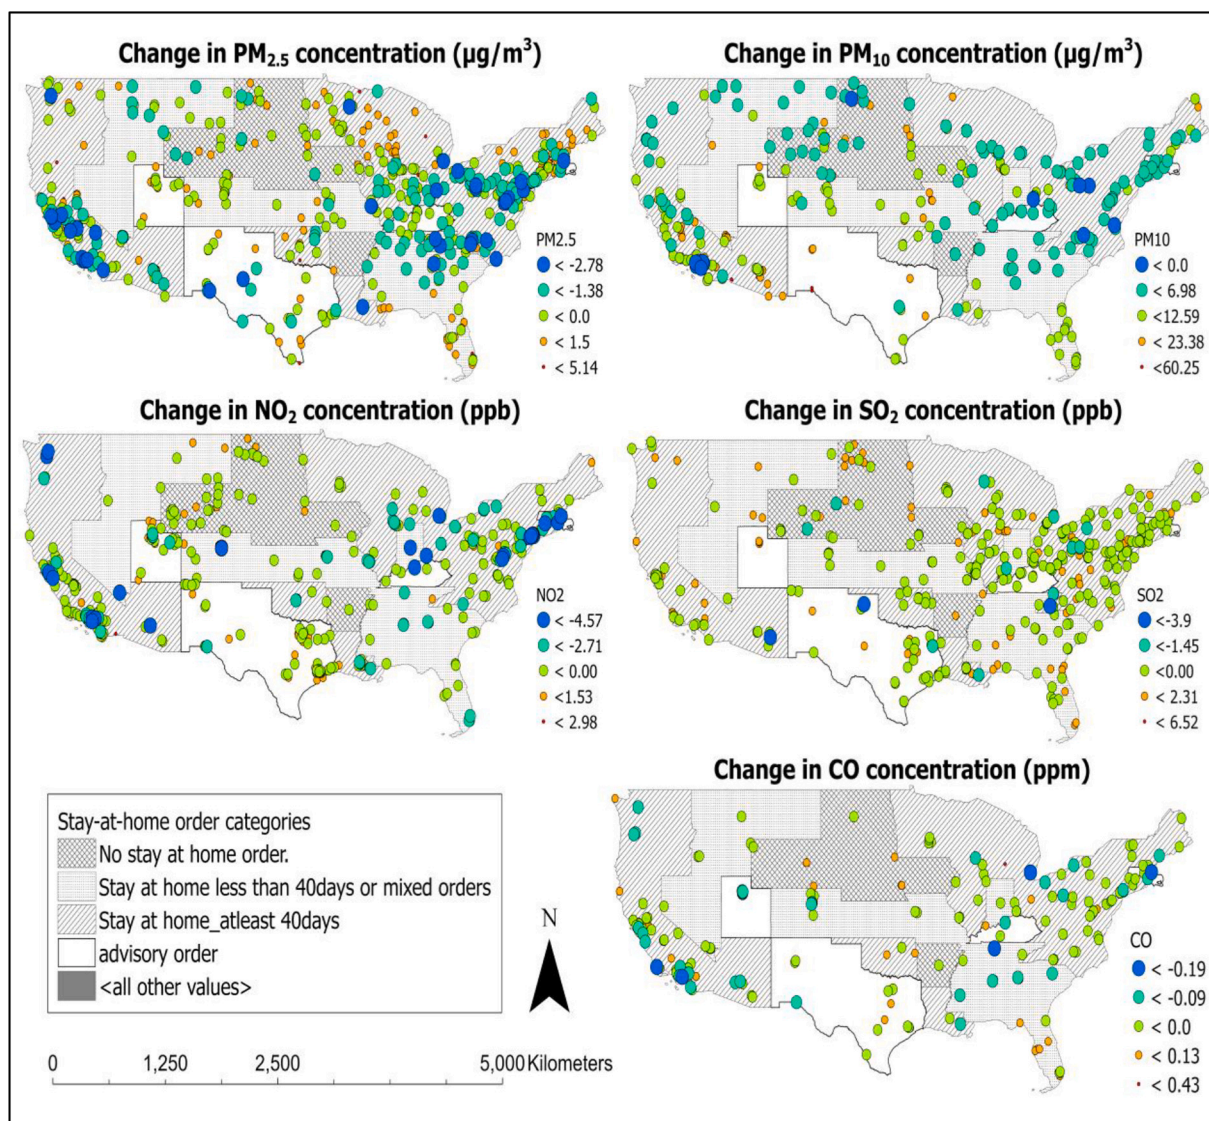 Change in PM2.5 concentration (µg/m3)
PM2.5
< -2.78
< -1.38
< 0.0
< 1.5
< 5.14
Change in PM10 concentration (µg/m3)
PM10
< 0.0
< 6.98
<12.59
<23.38
<60.25
Change in NO2 concentration (ppb)
NO2
<-4.57
<-2.71
< 0.00
<1.53
< 2.98
Change in SO2 concentration (ppb)
SO2
<-3.9
<-1.45
<0.00
< 2.31
< 6.52
Change in CO concentration (ppm)
CO
< -0.19
< -0.09
< 0.0
< 0.13
< 0.43
Stay-at-home order categories
No stay at home order.
Stay at home less than 40days or mixed orders
Stay at home_atleast 40days
advisory order
<all other values>
N
0 1,250 2,500 5,000 Kilometers